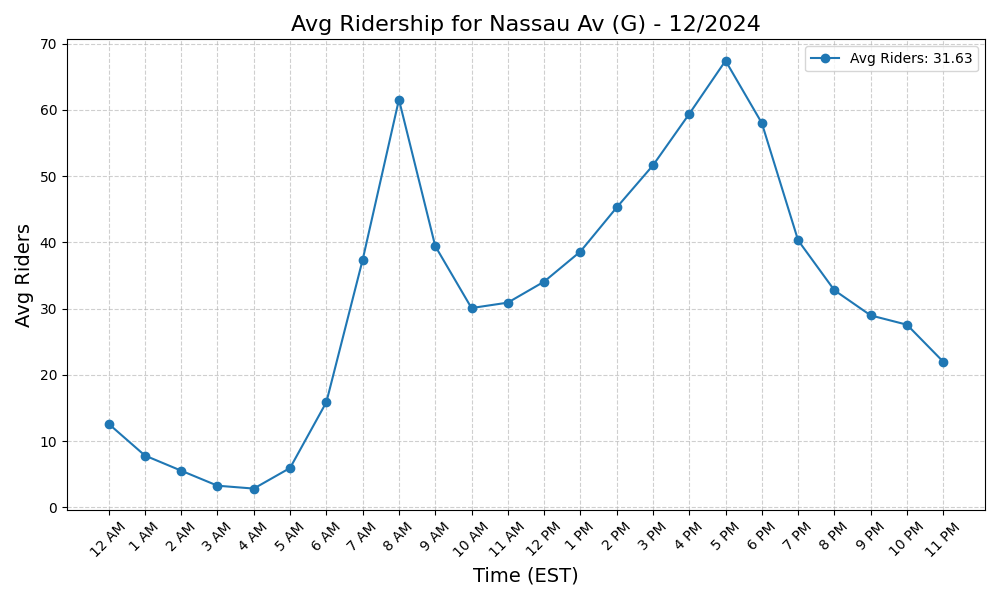 Avg Ridership for Nassau Av (G) - 12/2024
Avg Riders: 31.63
Avg Riders
70
60
50
40
30
20
10
0
12 AM
1 AM
2 AM
3 AM
4 AM
5 AM
6 AM
7 AM
8 AM
9 AM
10 AM
11 AM
12 PM
1 PM
2 PM
3 PM
4 PM
5 PM
6 PM
7 PM
8 PM
9 PM
10 PM
11 PM
Time (EST)